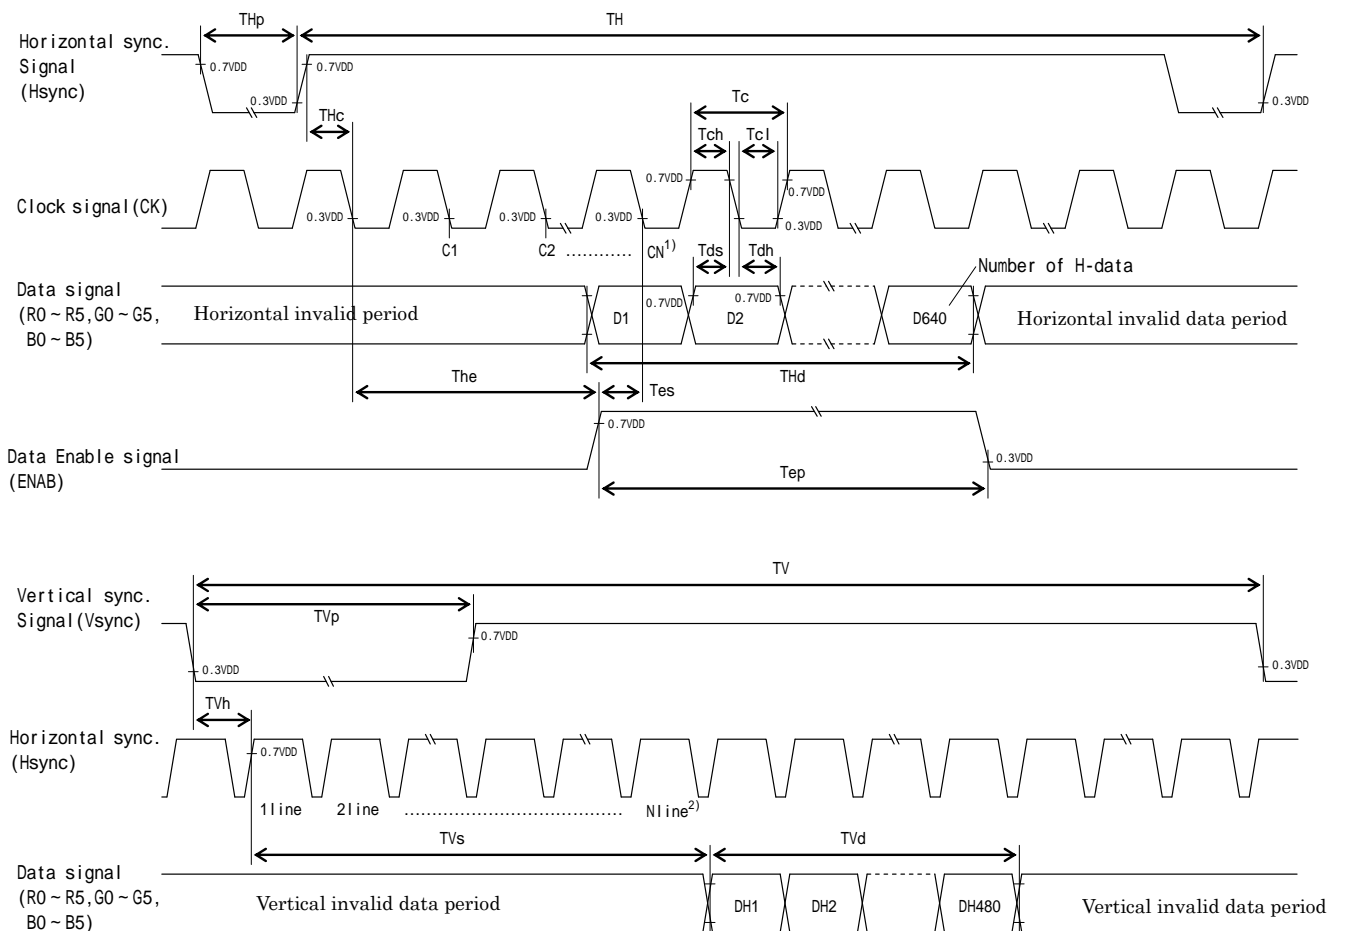 THp
TH
Horizontal sync.
Signal
(Hsync)
0.7VDD
0.7VDD
0.3VDD
0.3VDD
THc
Tc
Tch
Tcl
0.7VDD
0.7VDD
Clock signal(CK)
0.3VDD
0.3VDD
0.3VDD
0.3VDD
0.3VDD
C1
C2 ............ CN1)
Tds
Tdh
Number of H-data
Data signal
(R0~R5,G0~G5,
B0~B5)
Horizontal invalid period
0.7VDD
0.7VDD
D1
D2
D640
Horizontal invalid data period
The
Tes
THd
0.7VDD
Data Enable signal
(ENAB)
0.3VDD
Tep
TV
Vertical sync.
Signal(Vsync)
TVp
0.7VDD
0.3VDD
0.3VDD
TVh
Horizontal sync.
(Hsync)
0.7VDD
1line 2line ....................................... Nline2)
TVs
TVd
Data signal
(R0~R5,G0~G5,
B0~B5)
Vertical invalid data period
DH1
DH2
DH480
Vertical invalid data period